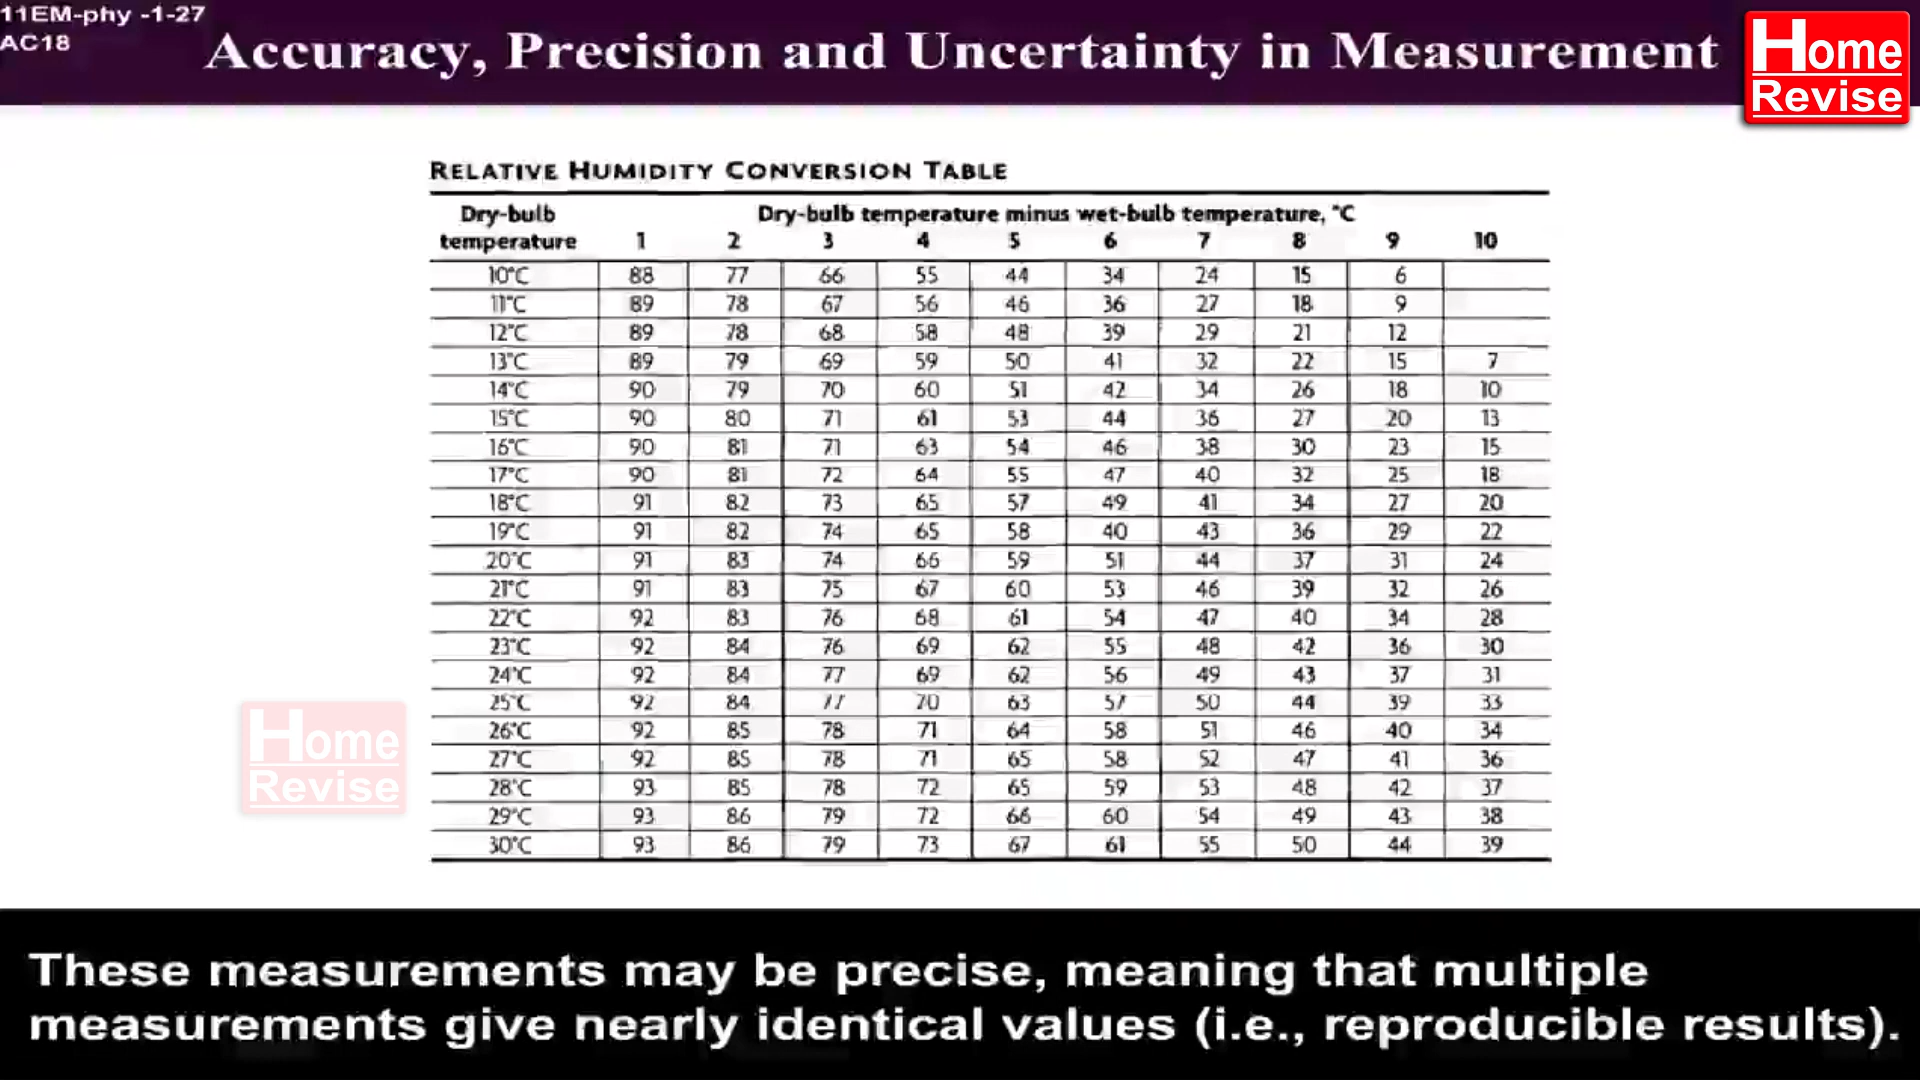 11EM-phy -1-27
AC18
Accuracy, Precision and Uncertainty in Measurement
Home
Revise
RELATIVE HUMIDITY CONVERSION TABLE
Dry-bulb Dry-bulb temperature minus wet-bulb temperature, °C
temperature 1 2 3 4 5 6 7 8 9 10
10°C 88 77 66 55 44 34 24 15 6
11°C 89 78 67 56 46 36 27 18 9
12°C 89 78 68 58 48 39 29 21 12
13°C 89 79 69 59 50 41 32 22 15 7
14°C 90 79 70 60 51 42 34 26 18 10
15°C 90 80 71 61 53 44 36 27 20 13
16°C 90 81 71 63 54 46 38 30 23 15
17°C 90 81 72 64 55 47 40 32 25 18
18°C 91 82 73 65 57 49 41 34 27 20
19°C 91 82 74 65 58 40 43 36 29 22
20°C 91 83 74 66 59 51 44 37 31 24
21°C 91 83 75 67 60 53 46 39 32 26
22°C 92 83 76 68 61 54 47 40 34 28
23°C 92 84 76 69 62 55 48 42 36 30
24°C 92 84 77 69 62 56 49 43 37 31
25°C 92 84 77 70 63 57 50 44 39 33
26°C 92 85 78 71 64 58 51 46 40 34
27°C 92 85 78 71 65 58 52 47 41 36
28°C 93 85 78 72 65 59 53 48 42 37
29°C 93 86 79 72 66 60 54 49 43 38
30°C 93 86 79 73 67 61 55 50 44 39
Home
Revise
These measurements may be precise, meaning that multiple
measurements give nearly identical values (i.e., reproducible results).